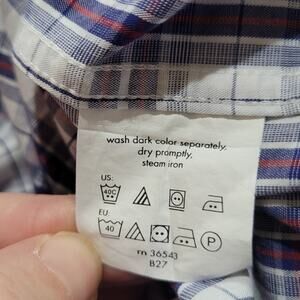 wash dark color separately,
dry promptly,
steam iron
US:
40C
EU:
40 P
rn 36543
B27